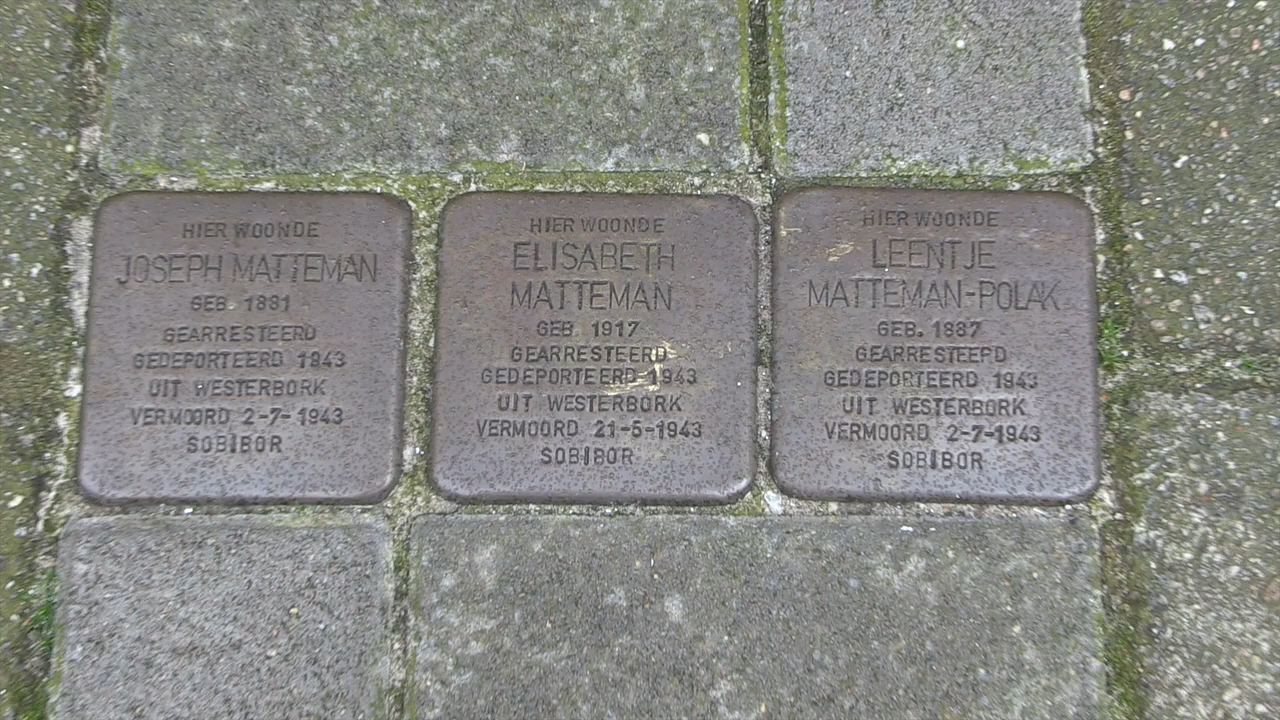 HIER WOONDE
JOSEPH MATTEMAN
GEB. 1881
GEARRESTEERD
GEDEPORTEERD 1943
UIT WESTERBORK
VERMOORD 2-7-1943
SOBIBOR
HIER WOONDE
ELISABETH
MATTEMAN
GEB. 1917
GEARRESTEERD
GEDEPORTEERD 1943
UIT WESTERBORK
VERMOORD 21-5-1943
SOBIBOR
HIER WOONDE
LEENTJE
MATTEMAN-POLAK
GEB. 1887
GEARRESTEERD
GEDEPORTEERD 1943
UIT WESTERBORK
VERMOORD 2-7-1943
SOBIBOR